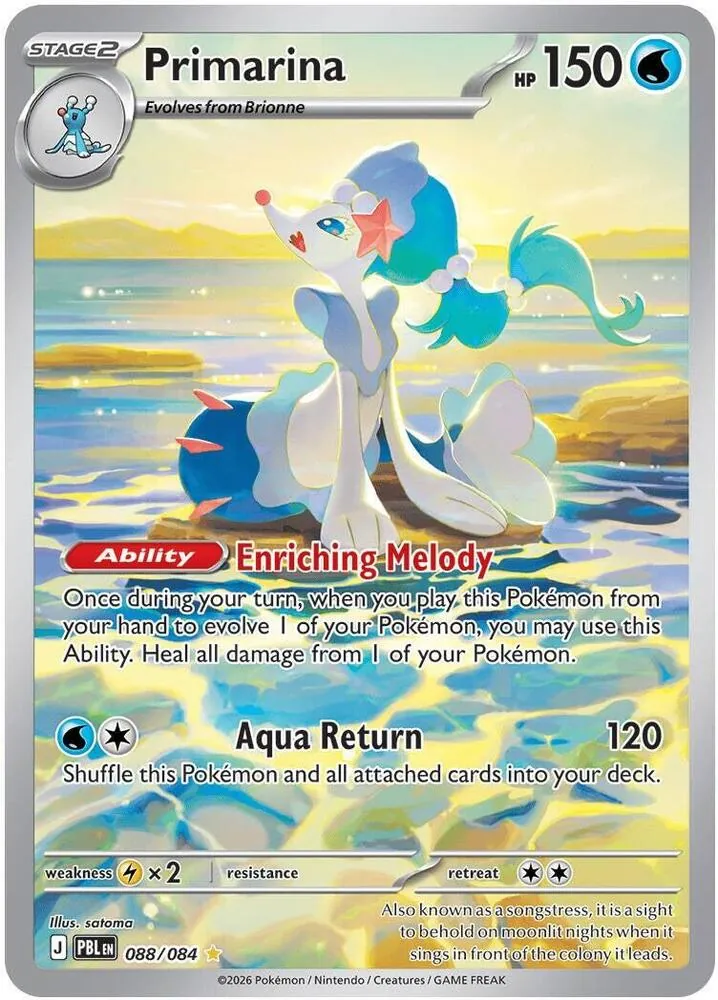 STAGE2
Primarina
HP 150
Evolves from Brionne
Ability Enriching Melody
Once during your turn, when you play this Pokémon from
your hand to evolve 1 of your Pokémon, you may use this
Ability. Heal all damage from 1 of your Pokémon.
Aqua Return 120
Shuffle this Pokémon and all attached cards into your deck.
weakness ×2 resistance retreat
Illus. satoma
Also known as a songstress, it is a sight
to behold on moonlit nights when it
sings in front of the colony it leads.
J PBL EN 088/084
©2026 Pokémon / Nintendo / Creatures / GAME FREAK